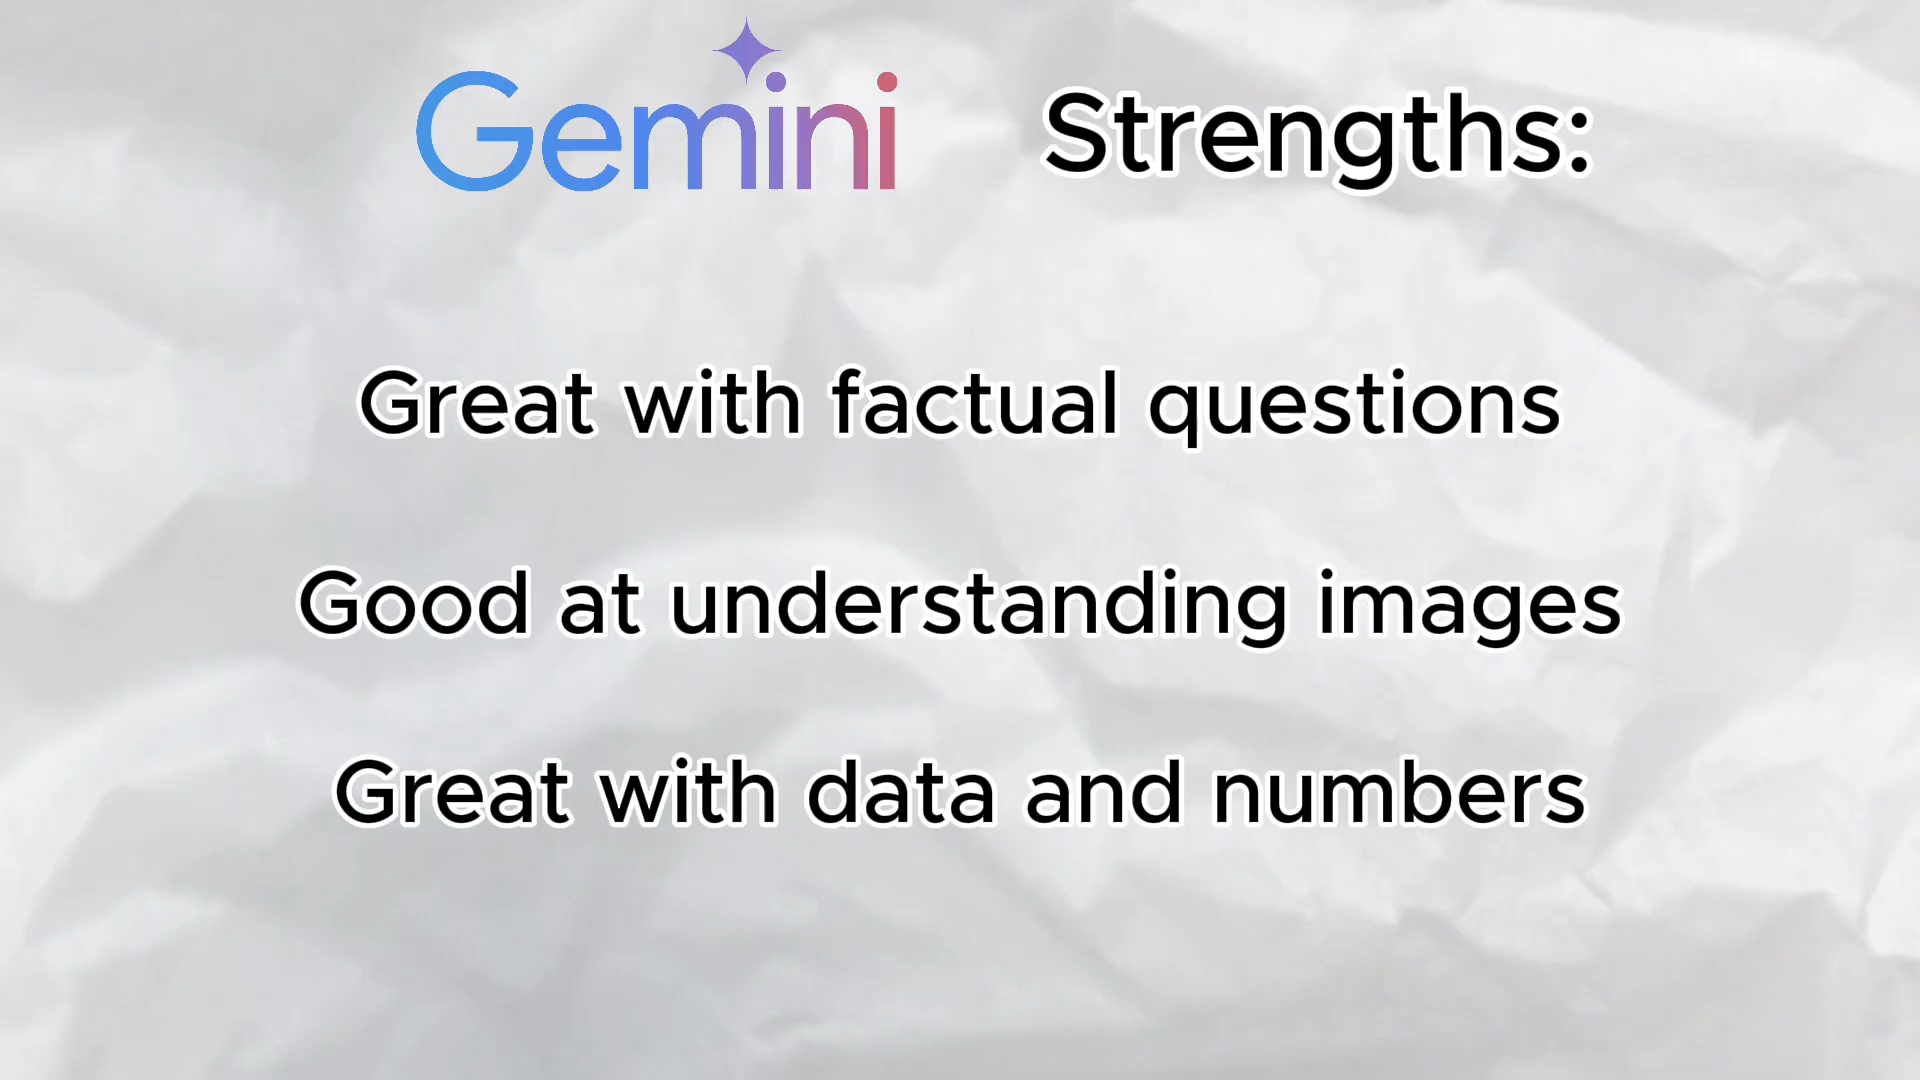 Gemini Strengths:
Great with factual questions
Good at understanding images
Great with data and numbers